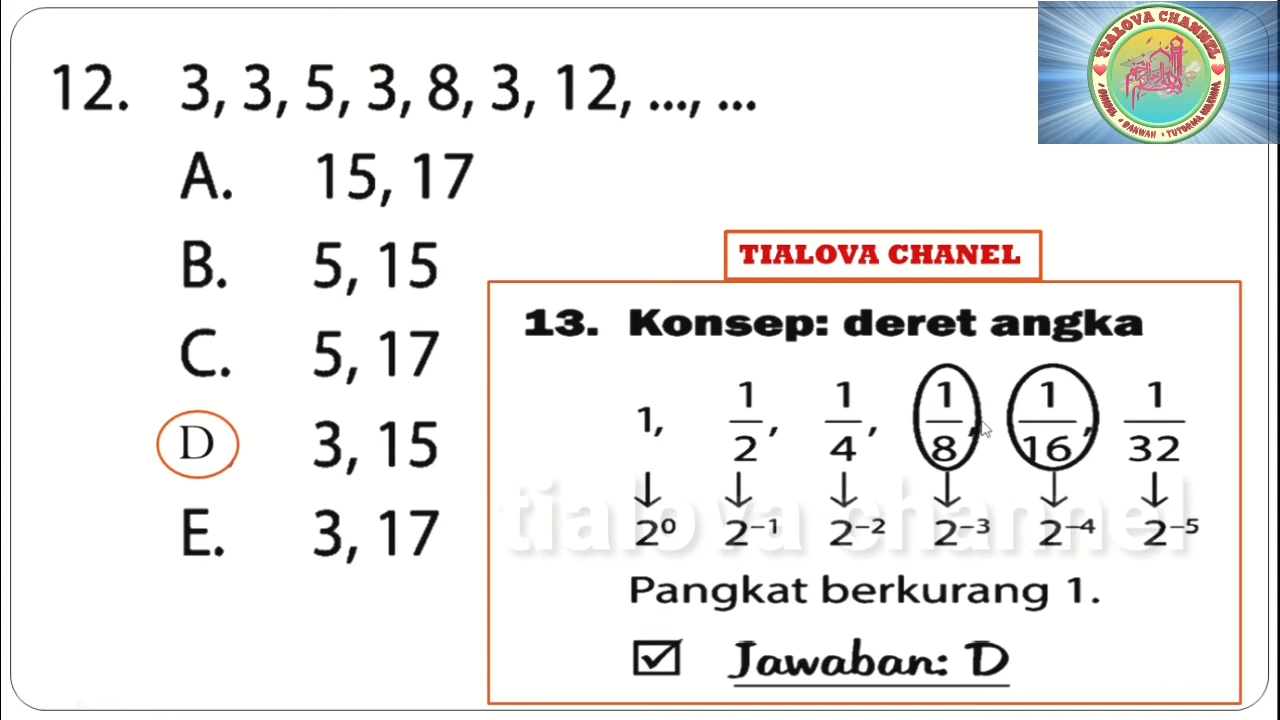 12. 3, 3, 5, 3, 8, 3, 12, ..., ...
A. 15, 17
B. 5, 15
C. 5, 17
D 3, 15
E. 3, 17
TIALOVA CHANNEL
DAKWAH
TIALOVA CHANEL
13. Konsep: deret angka
1, 1/2, 1/4, 1/8, 1/16, 1/32
↓ ↓ ↓ ↓ ↓ ↓
2⁰ 2⁻¹ 2⁻² 2⁻³ 2⁻⁴ 2⁻⁵
tialova channel
Pangkat berkurang 1.
☑ Jawaban: D